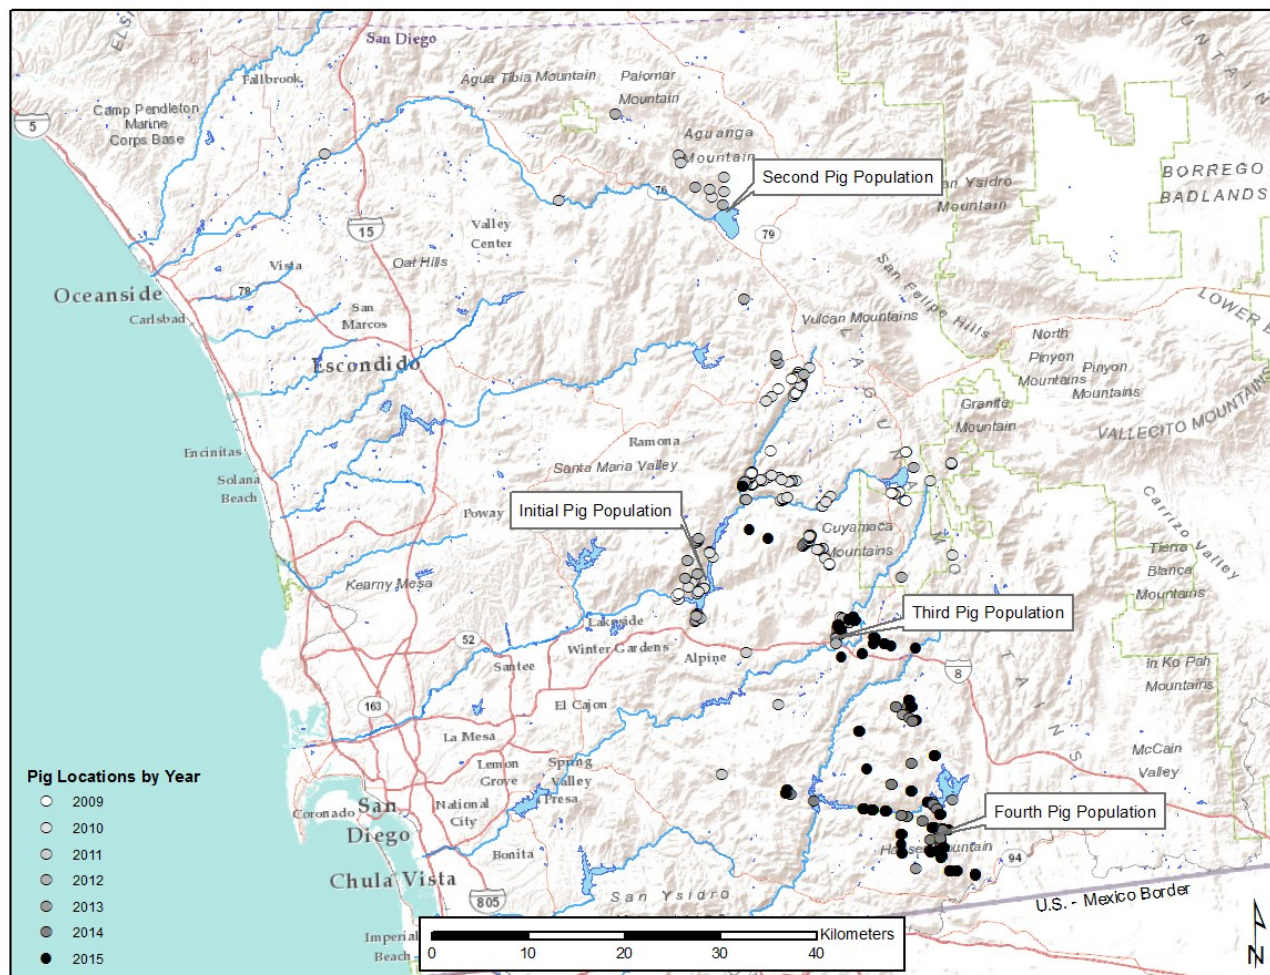 ELSI
San Diego
Fallbrook
Agua Tibia Mountain
Palomar
Mountain
UNTAIN
Camp Pendleton
Marine
Corps Base
5
Aguanga
Mountain
Second Pig Population
an Ysidro
Mountain
BORREGO
BADLANDS
76
15
Valley
Center
79
Oat Hills
Vista
78
Oceanside
Carlsbad
San
Marcos
Escondido
San Felipe Hills
Vulcan Mountains
LOWER B
North
Pinyon
Mountains
Pinyon
Mountains
Granite
Mountain
VALLECITO MOUNTAINS
LAGUNA MOUNTAINS
Encinitas
Solana
Beach
Ramona
Santa Maria Valley
Poway
Initial Pig Population
Cuyamaca
Mountains
Carrizo Valley
Tierra
Blanca
Mountains
Kearny Mesa
Third Pig Population
52
Lakeside
Winter Gardens
Alpine
Santee
8
In Ko Pah
Mountains
163
El Cajon
La Mesa
Lemon
Grove
Spring
Valley
McCain
Valley
Coronado
San
Diego
National
City
a Presa
Fourth Pig Population
Bonita
94
Chula Vista
805
San Ysidro
U.S. - Mexico Border
Imperial
Beach
Pig Locations by Year
2009
2010
2011
2012
2013
2014
2015
Kilometers
0 10 20 30 40
N